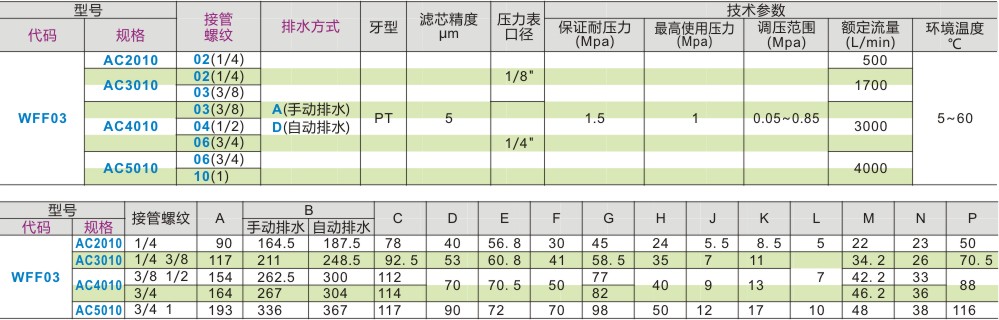 型号 接管螺纹 排水方式 牙型 滤芯精度 μm 压力表口径 技术参数
代码 规格 保证耐压力 (Mpa) 最高使用压力 (Mpa) 调压范围 (Mpa) 额定流量 (L/min) 环境温度 ℃
WFF03 A(手动排水) D(自动排水) PT 5 1.5 1 0.05~0.85 5~60
AC2010 02(1/4) 1/8" 500
AC3010 02(1/4) 1700
03(3/8)
AC4010 03(3/8) 1/4" 3000
04(1/2)
06(3/4)
AC5010 06(3/4) 4000
10(1)
型号 接管螺纹 A B C D E F G H J K L M N P
代码 规格 手动排水 自动排水
WFF03
AC2010 1/4 90 164.5 187.5 78 40 56.8 30 45 24 5.5 8.5 5 22 23 50
AC3010 1/4 3/8 117 211 248.5 92.5 53 60.8 41 58.5 35 7 11 7 34.2 26 70.5
AC4010 3/8 1/2 154 262.5 300 112 70 70.5 50 77 40 9 13 42.2 33 88
3/4 164 267 304 114 82 46.2 36
AC5010 3/4 1 193 336 367 117 90 72 70 98 50 12 17 10 48 38 116